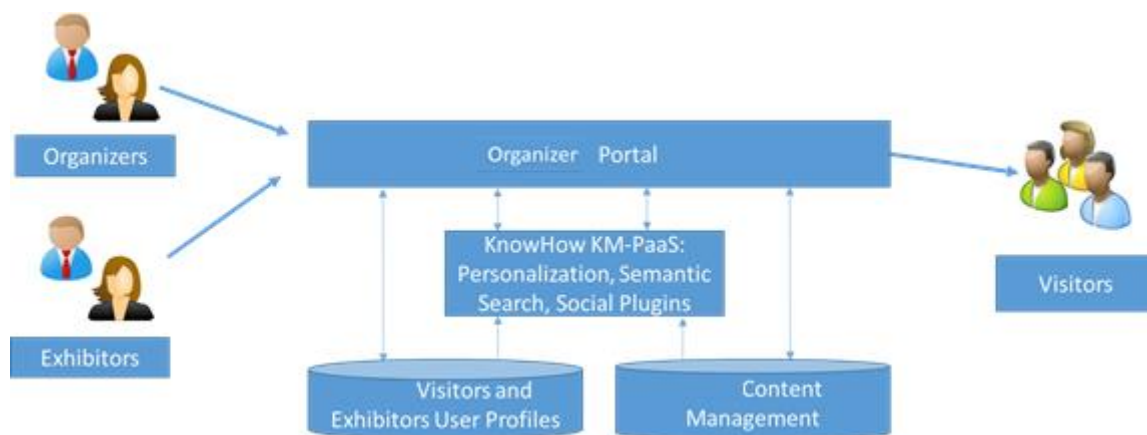 Organizers
Organizer Portal
KnowHow KM-PaaS:
Personalization, Semantic
Search, Social Plugins
Visitors
Exhibitors
Visitors and
Exhibitors User Profiles
Content
Management